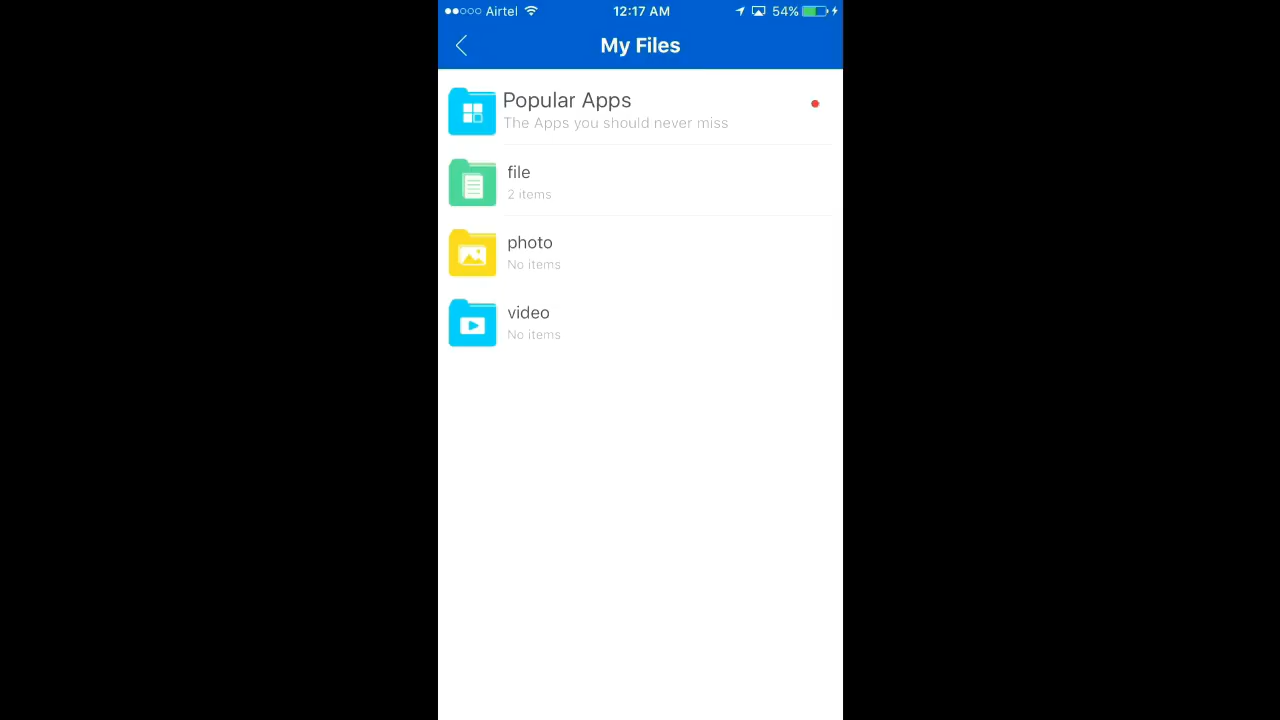 Airtel 12:17 AM 54%
My Files
Popular Apps
The Apps you should never miss
file
2 items
photo
No items
video
No items